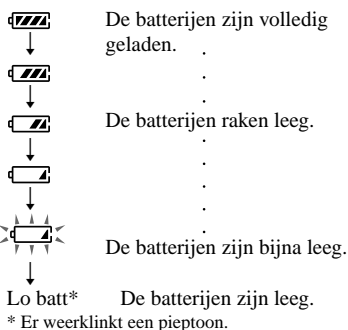 De batterijen zijn volledig
geladen.
De batterijen raken leeg.
De batterijen zijn bijna leeg.
Lo batt* De batterijen zijn leeg.
* Er weerklinkt een pieptoon.